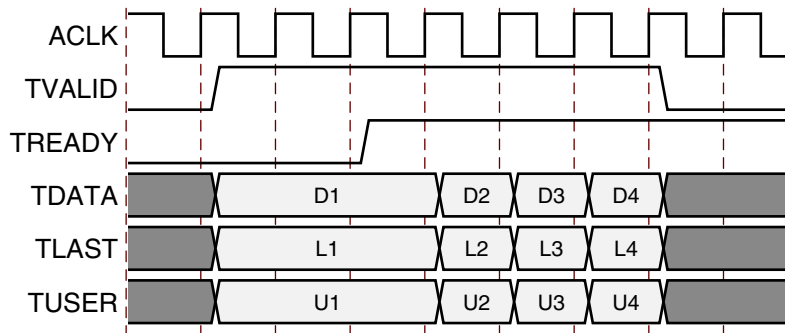 ACLK
TVALID
TREADY
TDATA D1 D2 D3 D4
TLAST L1 L2 L3 L4
TUSER U1 U2 U3 U4